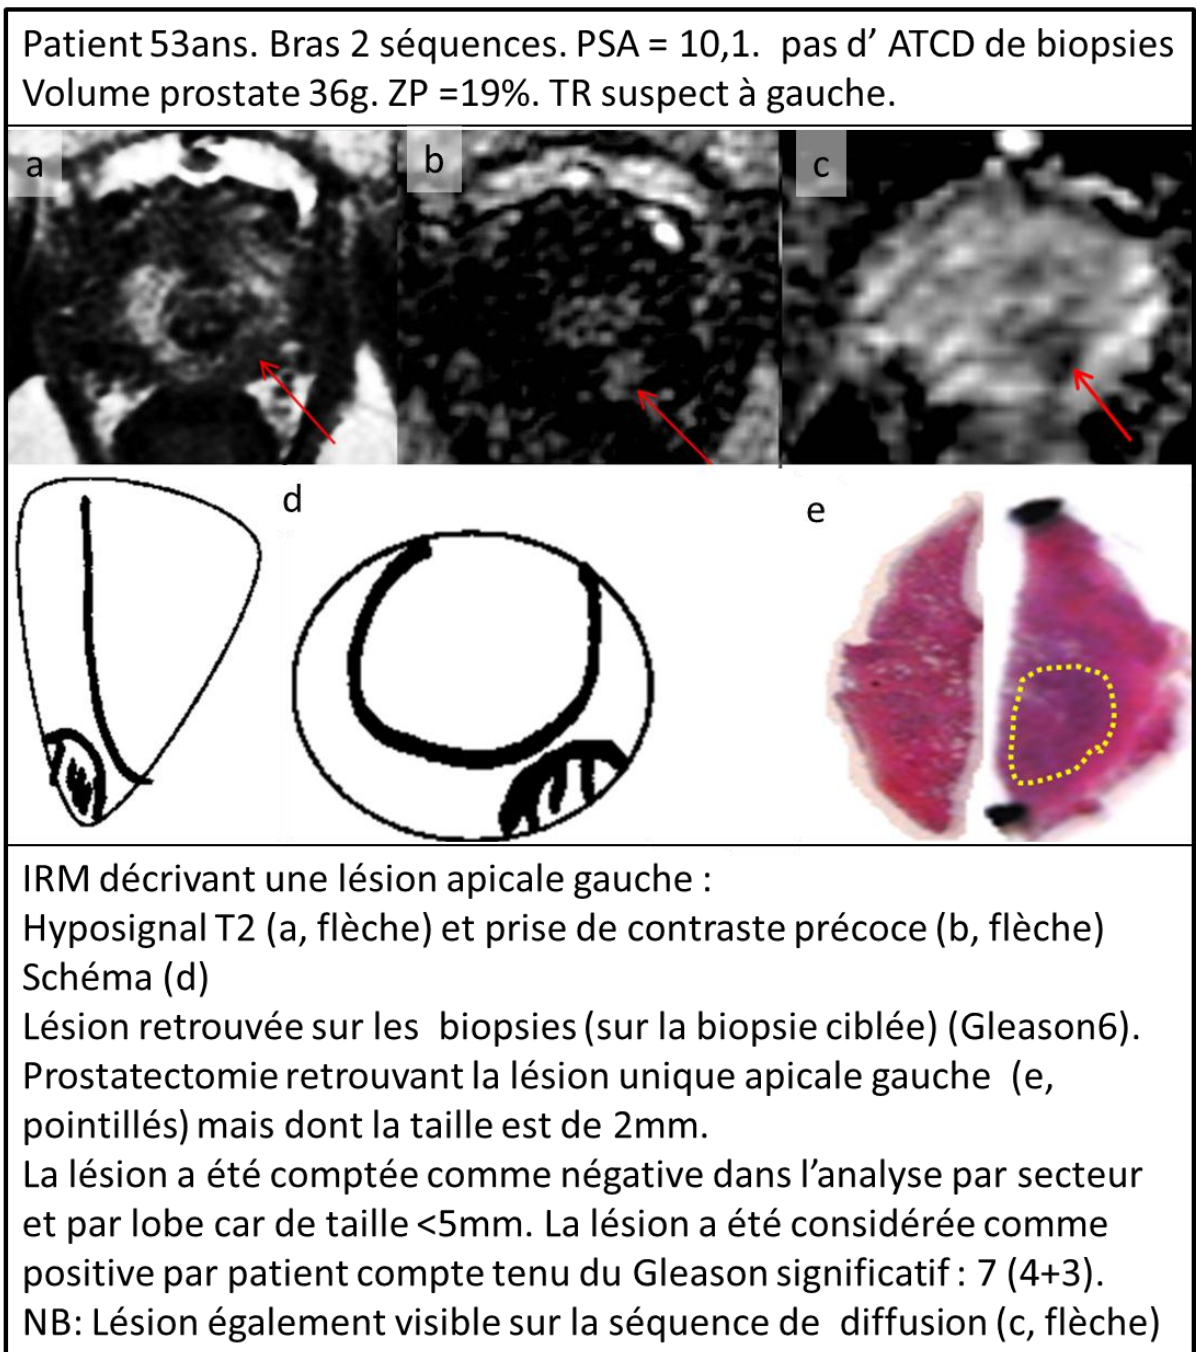 Patient 53ans. Bras 2 séquences. PSA = 10,1. pas d’ ATCD de biopsies
Volume prostate 36g. ZP =19%. TR suspect à gauche.
a
b
c
d
e
IRM décrivant une lésion apicale gauche :
Hyposignal T2 (a, flèche) et prise de contraste précoce (b, flèche)
Schéma (d)
Lésion retrouvée sur les biopsies (sur la biopsie ciblée) (Gleason6).
Prostatectomie retrouvant la lésion unique apicale gauche (e,
pointillés) mais dont la taille est de 2mm.
La lésion a été comptée comme négative dans l’analyse par secteur
et par lobe car de taille <5mm. La lésion a été considérée comme
positive par patient compte tenu du Gleason significatif : 7 (4+3).
NB: Lésion également visible sur la séquence de diffusion (c, flèche)